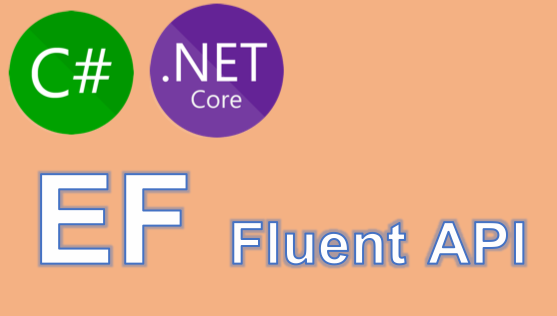 C#
.NET
Core
EF Fluent API